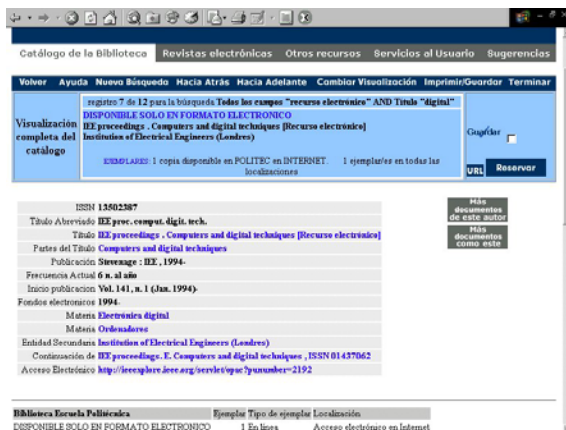 Catálogo de la Biblioteca Revistas electrónicas Otros recursos Servicios al Usuario Sugerencias
Volver Ayuda Nueva Búsqueda Hacia Atrás Hacia Adelante Cambiar Visualización Imprimir/Guardar Terminar
registro 7 de 12 para la búsqueda Todos los campos "recurso electrónico" AND Título "digital"
Visualización completa del catálogo
DISPONIBLE SOLO EN FORMATO ELECTRONICO
IEE proceedings . Computers and digital techniques [Recurso electrónico]
Institution of Electrical Engineers (Londres)
EJEMPLARES: 1 copia disponible en POLITEC en INTERNET. 1 ejemplar/es en todas las
localizaciones
Guardar
URL Reservar
ISSN 13502387
Título Abreviado IEE proc. comput. digit. tech.
Título IEE proceedings . Computers and digital techniques [Recurso electrónico]
Partes del Título Computers and digital techniques
Publicación Stevenage : IEE , 1994-
Frecuencia Actual 6 n. al año
Inicio publicacion Vol. 141, n. 1 (Jan. 1994)-
Fondos electronicos 1994-
Materia Electrónica digital
Materia Ordenadores
Entidad Secundaria Institution of Electrical Engineers (Londres)
Continuación de IEE proceedings. E. Computers and digital techniques , ISSN 01437062
Acceso Electrónico http://ieeexplore.ieee.org/servlet/opac?punumber=2192
Más
documentos
de este autor
Más
documentos
como este
Biblioteca Escuela Politécnica Ejemplar Tipo de ejemplar Localización
DISPONIBLE SOLO EN FORMATO ELECTRONICO 1 En línea Acceso electrónico en Internet